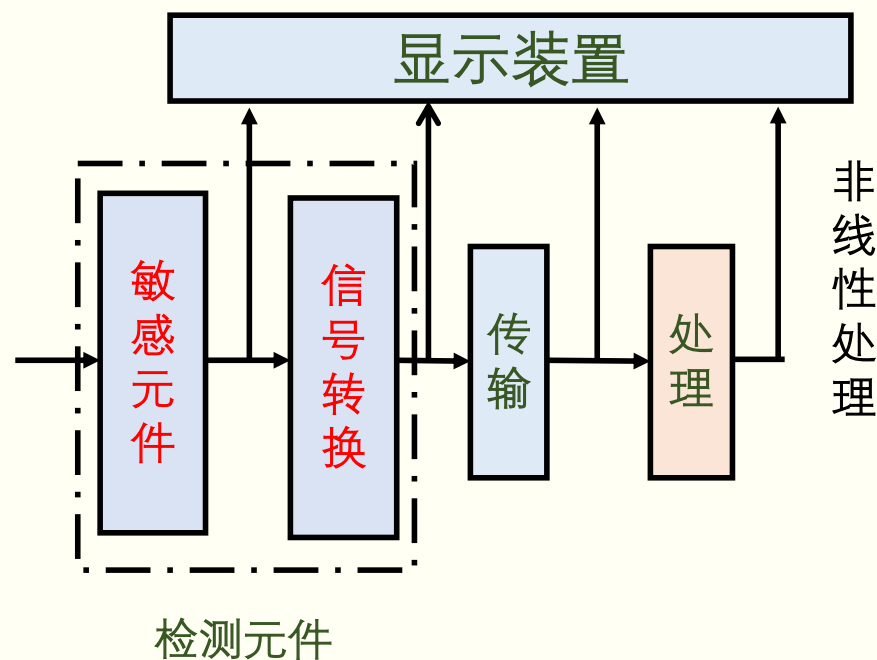 显示装置
敏感元件
信号转换
传输
处理
非线性处理
检测元件